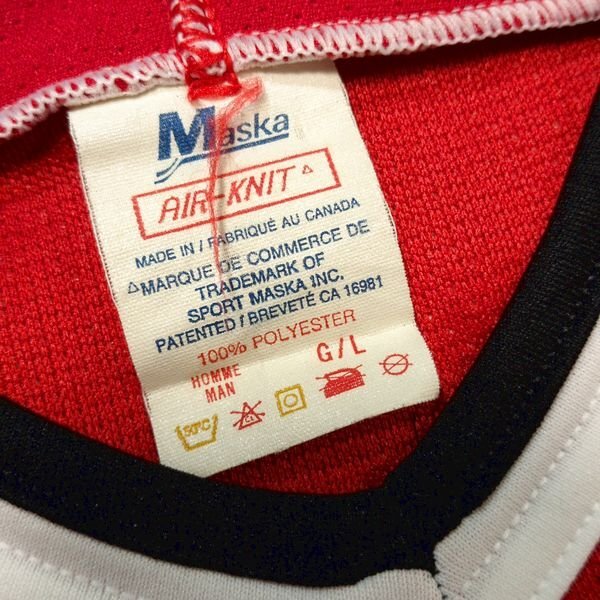 Maska
AIR-KNIT △
MADE IN / FABRIQUÉ AU CANADA
△ MARQUE DE COMMERCE DE
TRADEMARK OF
SPORT MASKA INC.
PATENTED / BREVETÉ CA 16981
100% POLYESTER
HOMME
MAN
G/L
50°C